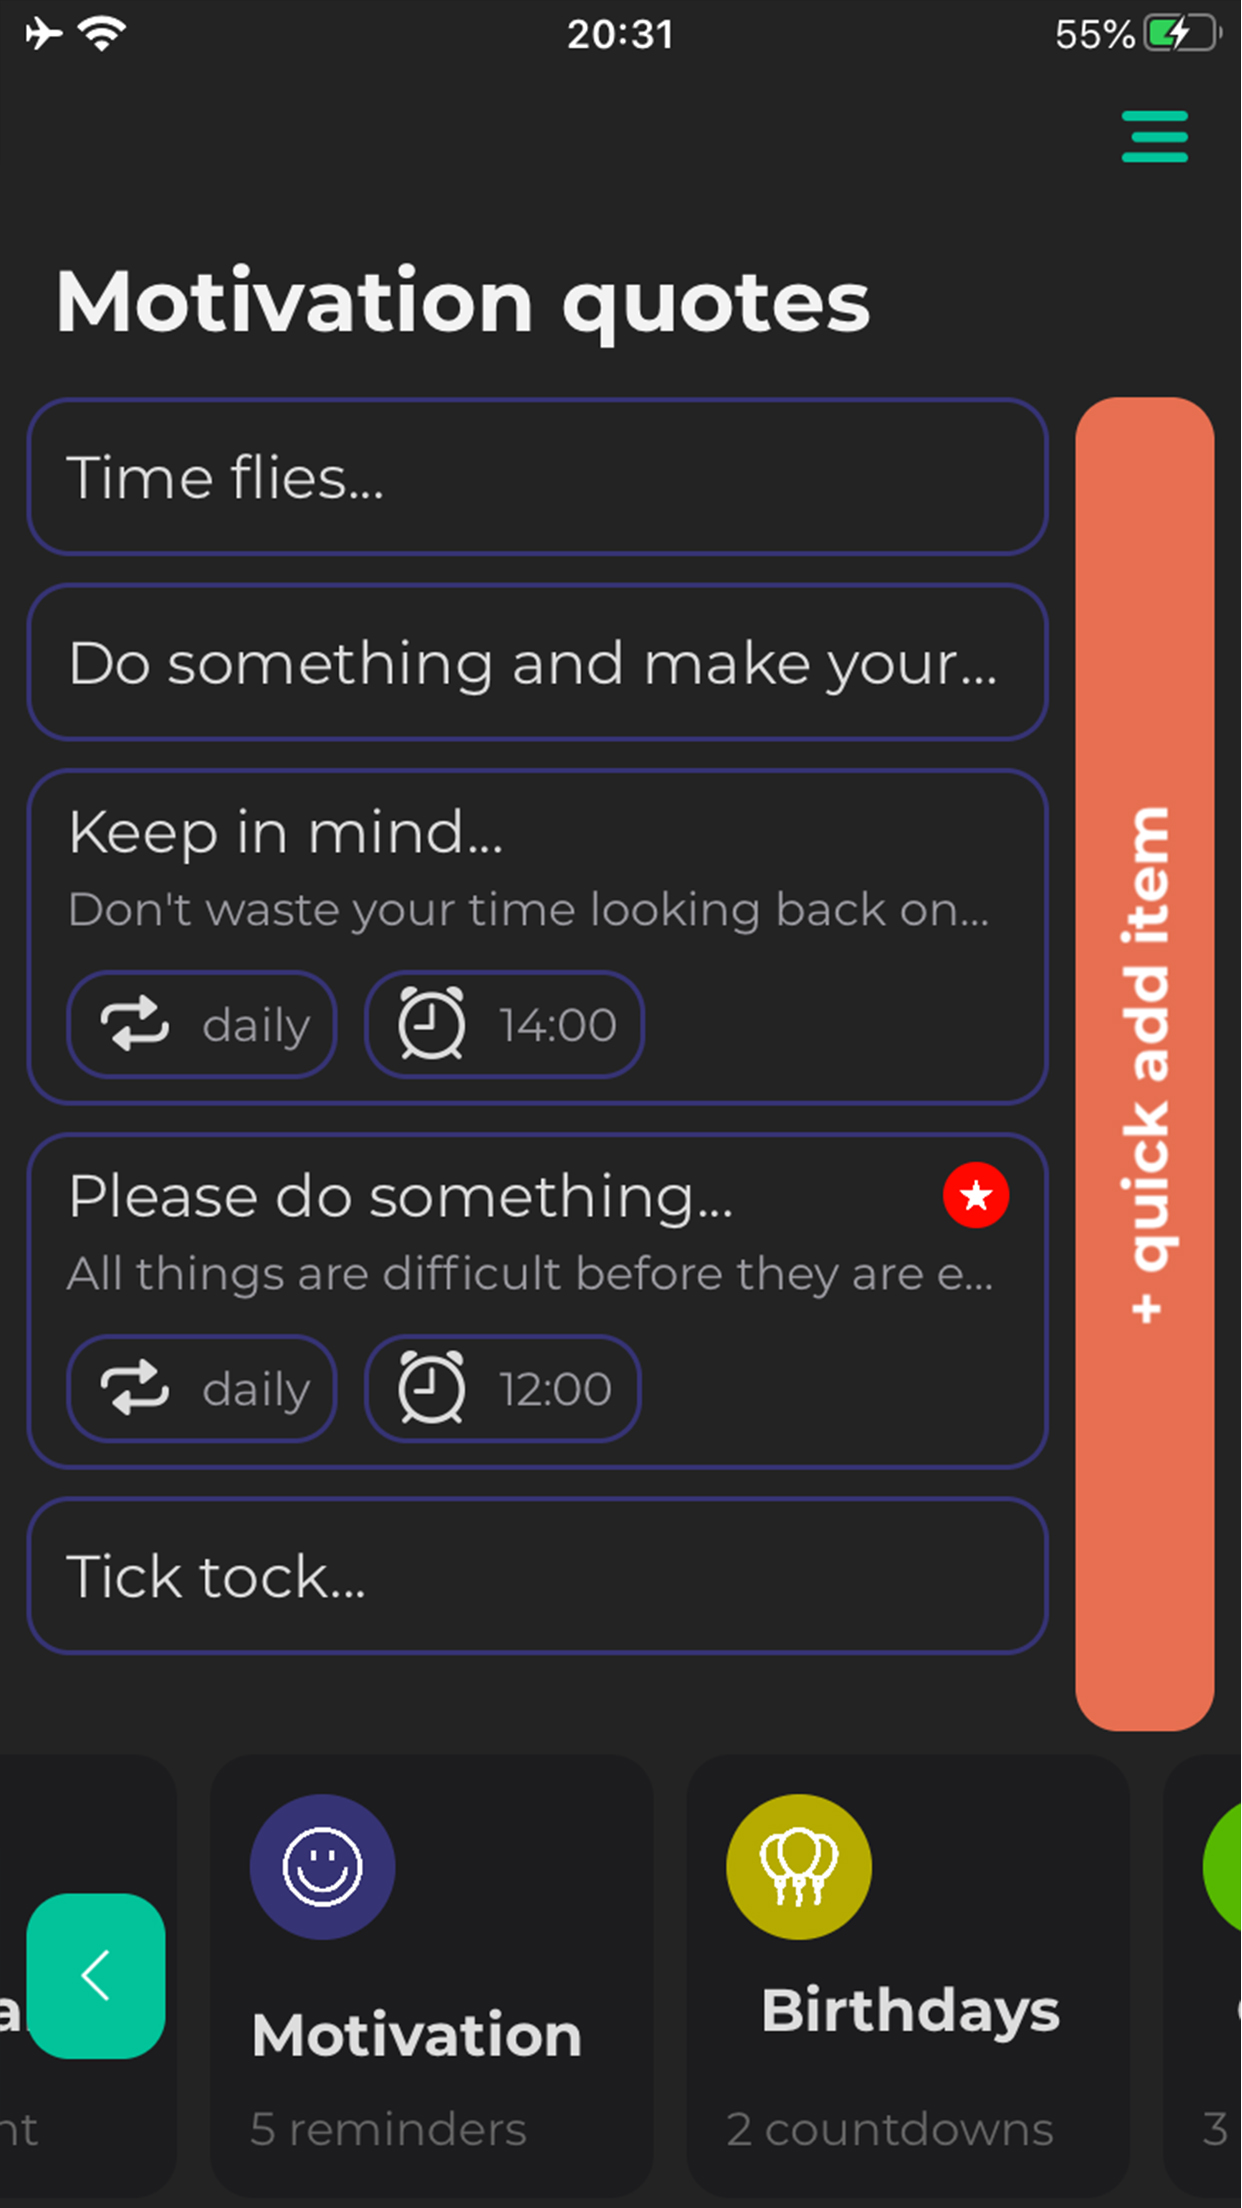 20:31
55%
Motivation quotes
Time flies...
Do something and make your...
Keep in mind...
Don't waste your time looking back on...
daily
14:00
Please do something...
All things are difficult before they are e...
daily
12:00
Tick tock...
+ quick add item
Motivation
5 reminders
Birthdays
2 countdowns
3